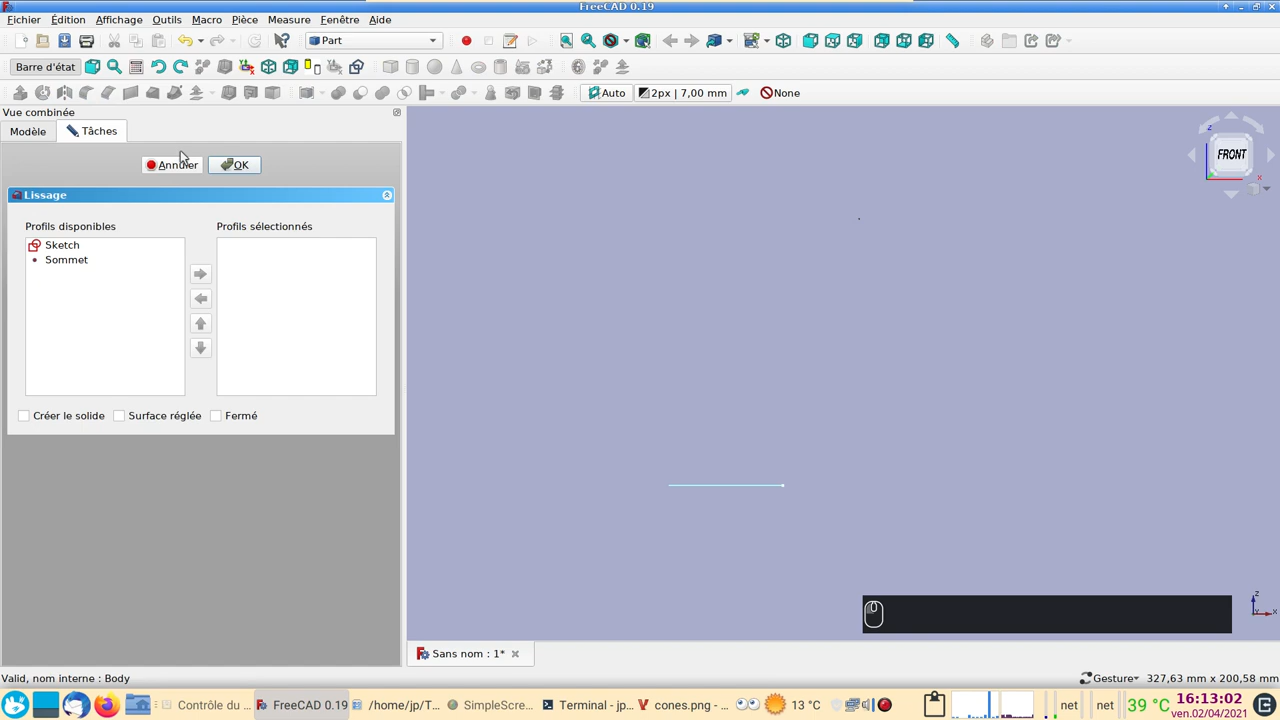 FreeCAD 0.19
Fichier Édition Affichage Outils Macro Pièce Measure Fenêtre Aide
Part
Barre d'état
Auto 2px | 7,00 mm None
Vue combinée
Modèle Tâches
Annuler OK
Lissage
Profils disponibles Profils sélectionnés
Sketch
Sommet
Créer le solide Surface réglée Fermé
Z
FRONT
X
Z
X
Sans nom : 1*
Valid, nom interne : Body Gesture 327,63 mm x 200,58 mm
Contrôle du ... FreeCAD 0.19 /home/jp/T... SimpleScre... Terminal - jp... cones.png - ... 13 °C net net 39 °C 16:13:02
ven.02/04/2021